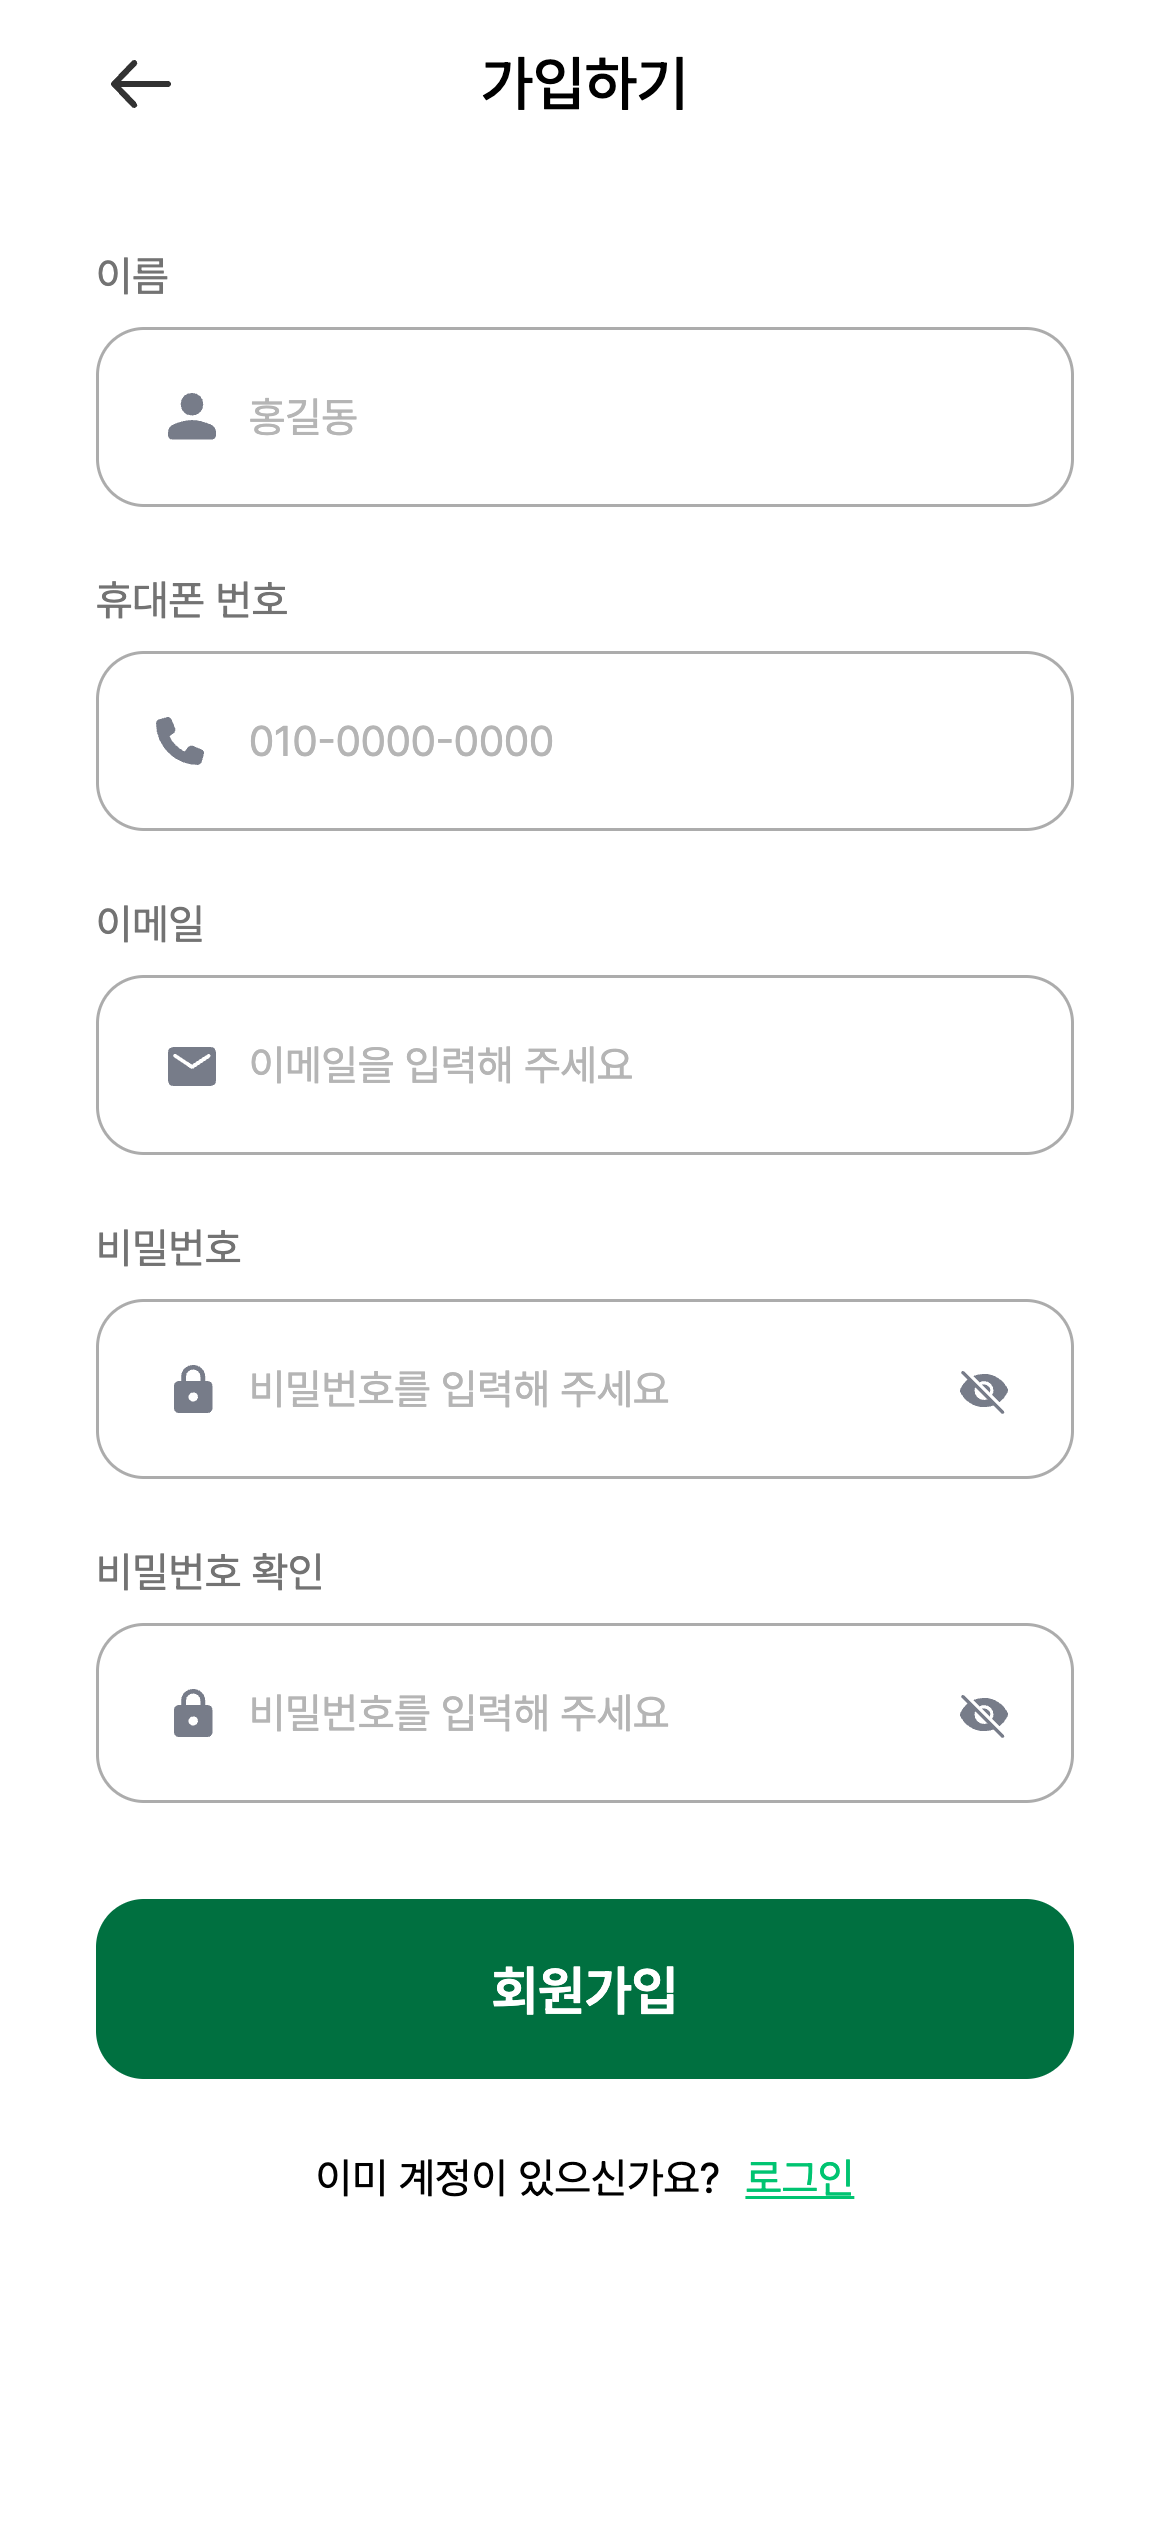 가입하기
이름
홍길동
휴대폰 번호
010-0000-0000
이메일
이메일을 입력해 주세요
비밀번호
비밀번호를 입력해 주세요
비밀번호 확인
비밀번호를 입력해 주세요
회원가입
이미 계정이 있으신가요? 로그인